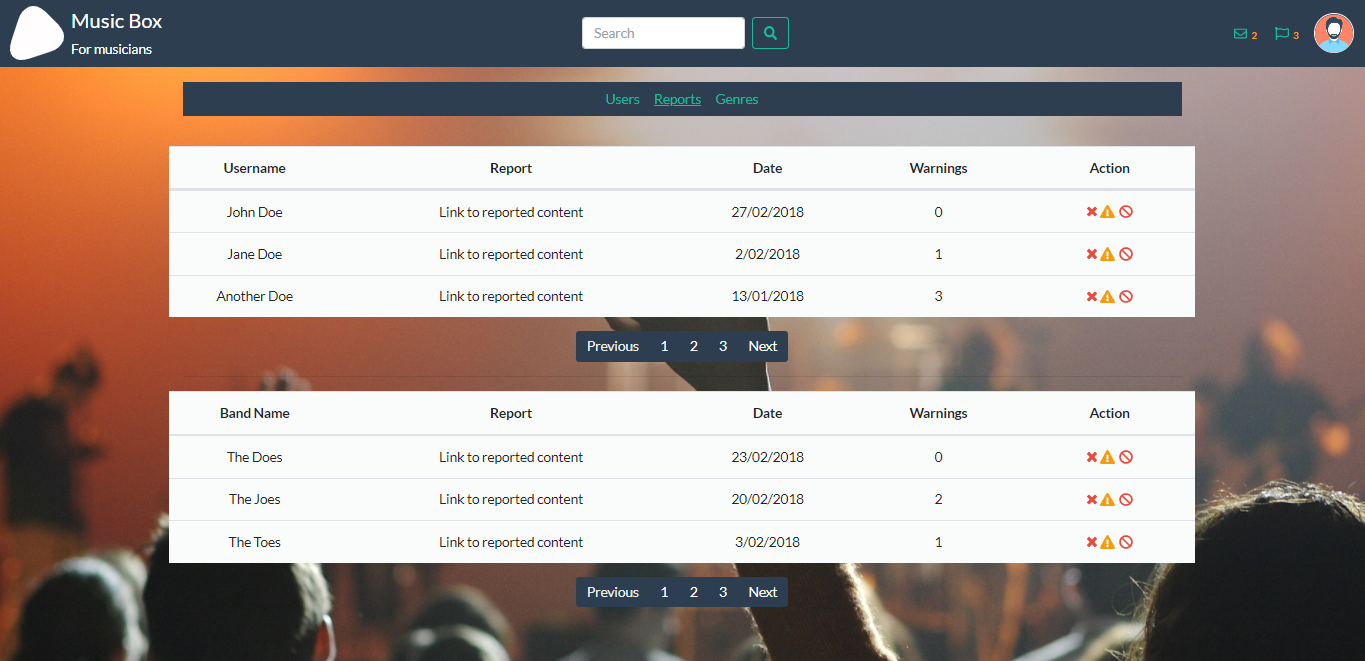 Music Box
For musicians
Search
2 3
Users Reports Genres
Username Report Date Warnings Action
John Doe Link to reported content 27/02/2018 0
Jane Doe Link to reported content 2/02/2018 1
Another Doe Link to reported content 13/01/2018 3
Previous 1 2 3 Next
Band Name Report Date Warnings Action
The Does Link to reported content 23/02/2018 0
The Joes Link to reported content 20/02/2018 2
The Toes Link to reported content 3/02/2018 1
Previous 1 2 3 Next